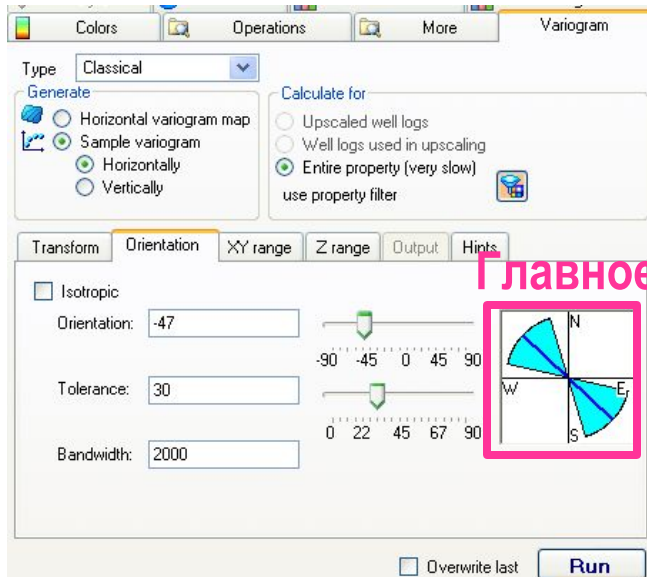 Colors Operations More Variogram
Type Classical
Generate
Horizontal variogram map
Sample variogram
Horizontally
Vertically
Calculate for
Upscaled well logs
Well logs used in upscaling
Entire property (very slow)
use property filter
Transform Orientation XY range Z range Output Hints
Главное
Isotropic
Orientation: -47
-90 -45 0 45 90
Tolerance: 30
0 22 45 67 90
Bandwidth: 2000
N
W E
S
Overwrite last Run